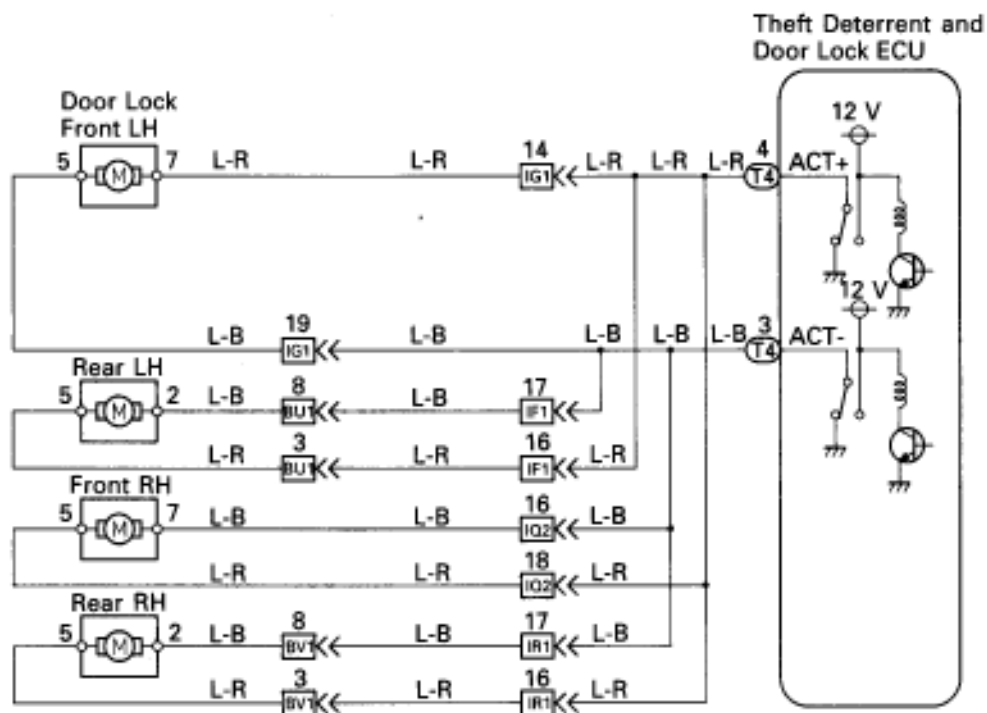 Theft Deterrent and
Door Lock ECU
Door Lock
Front LH
12 V
5 M 7 L-R L-R 14 IG1 L-R L-R L-R 4 T4 ACT+
12 V
L-B 19 IG1 L-B L-B L-B L-B 3 T4 ACT-
Rear LH
5 M 2 L-B 8 BU1 L-B 17 IF1
L-R 3 BU1 L-R 16 IF1 L-R
Front RH
5 M 7 L-B L-B 16 IQ2 L-B
L-R L-R 18 IQ2 L-R
Rear RH
5 M 2 L-B 8 BV1 L-B 17 IR1 L-B
L-R 3 BV1 L-R 16 IR1 L-R